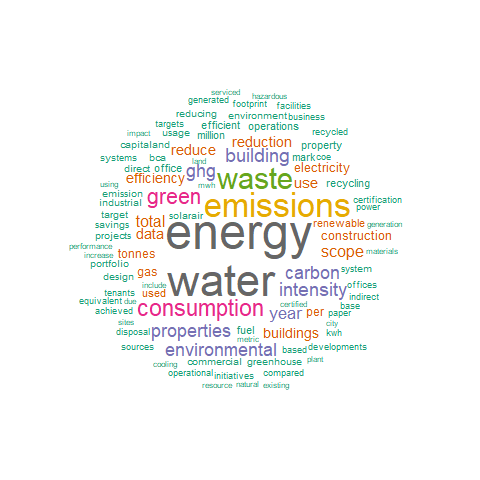 serviced
generated hazardous
footprint facilities
reducing environment business
targets efficient operations recycled
impact usage million
capitaland reduce reduction property
systems bca building mark coe
land
direct office ghg electricity
using efficiency mwh waste use recycling
emission green certification
industrial emissions power
target total solar air renewable generation
savings energy
projects data construction
performance scope materials
increase tonnes
portfolio water carbon system
design gas intensity offices
include indirect
tenants used certified base
equivalent due consumption year per paper
achieved
sites city
disposal properties fuel buildings kwh
metric
sources environmental based developments
cooling commercial greenhouse plant
operational initiatives compared
resource natural existing